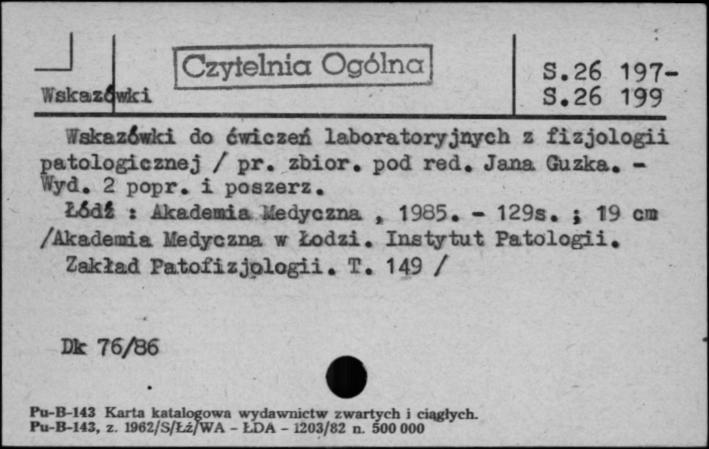 Czytelnia Ogólna
S.26 197-
Wskazówki
S.26 199
Wskazówki do ćwiczeń laboratoryjnych z fizjologii
patologicznej / pr. zbior. pod red. Jana Guzka. -
Wyd. 2 popr. i poszerz.
Łódź : Akademia Medyczna , 1985. - 129s. ; 19 cm
/Akademia Medyczna w Łodzi. Instytut Patologii.
Zakład Patofizjologii. T. 149 /
Dk 76/86
Pu-B-143 Karta katalogowa wydawnictw zwartych i ciągłych.
Pu-B-143, z. 1962/S/Łź/WA - ŁDA - 1203/82 n. 500 000